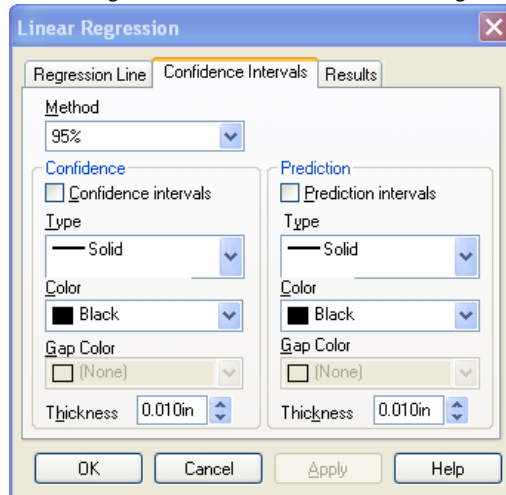 Linear Regression
Regression Line
Confidence Intervals
Results
Method
95%
Confidence
Confidence intervals
Type
Solid
Color
Black
Gap Color
(None)
Thickness 0.010in
Prediction
Prediction intervals
Type
Solid
Color
Black
Gap Color
(None)
Thickness 0.010in
OK
Cancel
Apply
Help